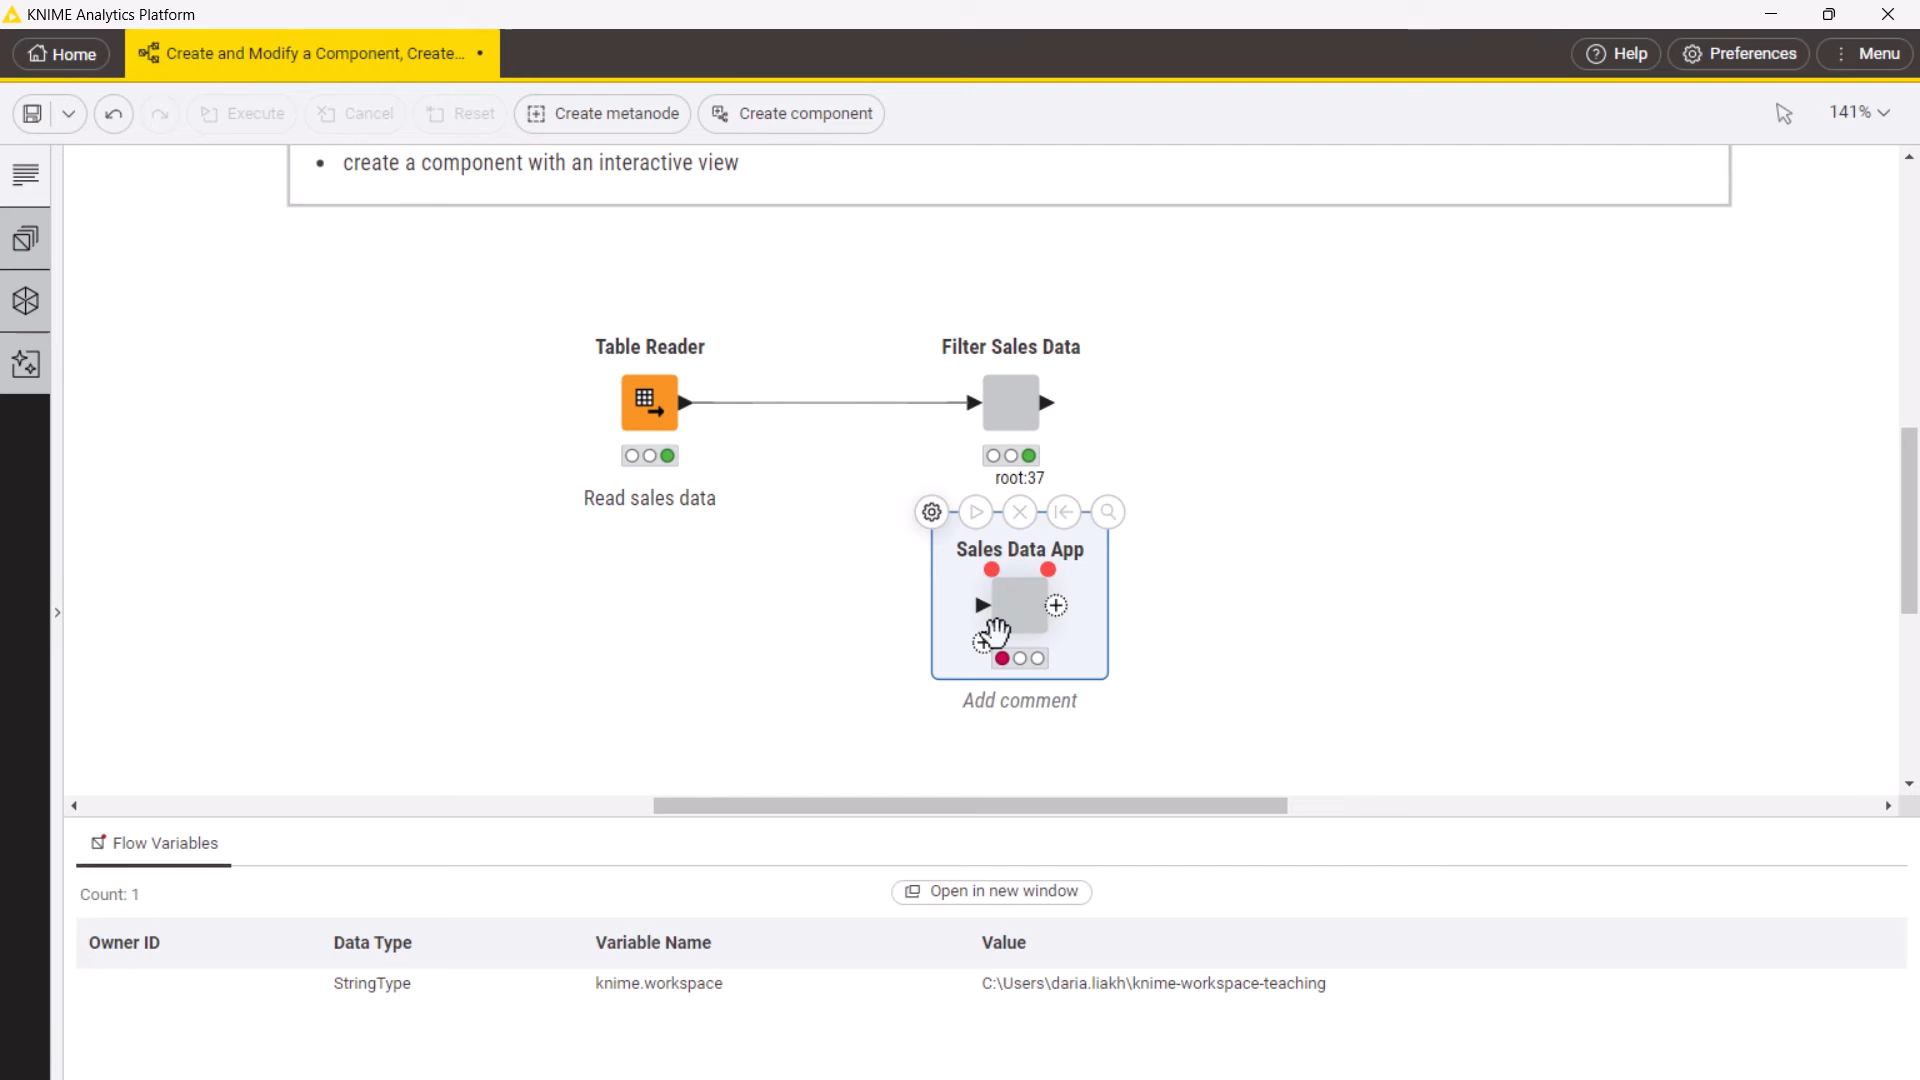 KNIME Analytics Platform
Home
Create and Modify a Component, Create...
Help
Preferences
Menu
Execute
Cancel
Reset
Create metanode
Create component
141%
• create a component with an interactive view
Table Reader
Filter Sales Data
root:37
Read sales data
Sales Data App
Add comment
Flow Variables
Count: 1
Open in new window
Owner ID Data Type Variable Name Value
StringType knime.workspace C:\Users\daria.liakh\knime-workspace-teaching